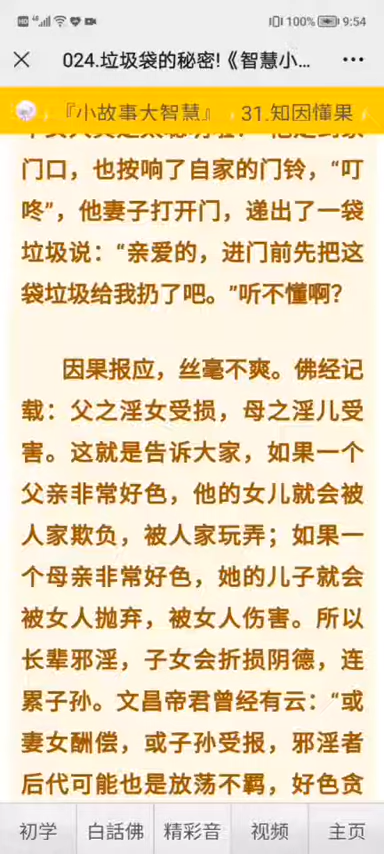 100% 9:54
024.垃圾袋的秘密!《智慧小...
『小故事大智慧』 31.知因懂果
门口，也按响了自家的门铃，“叮
咚”，他妻子打开门，递出了一袋
垃圾说：“亲爱的，进门前先把这
袋垃圾给我扔了吧。”听不懂啊？
因果报应，丝毫不爽。佛经记
载：父之淫女受损，母之淫儿受
害。这就是告诉大家，如果一个
父亲非常好色，他的女儿就会被
人家欺负，被人家玩弄；如果一
个母亲非常好色，她的儿子就会
被女人抛弃，被女人伤害。所以
长辈邪淫，子女会折损阴德，连
累子孙。文昌帝君曾经有云：“或
妻女酬偿，或子孙受报，邪淫者
后代可能也是放荡不羁，好色贪
初学 白話佛 精彩音 视频 主页